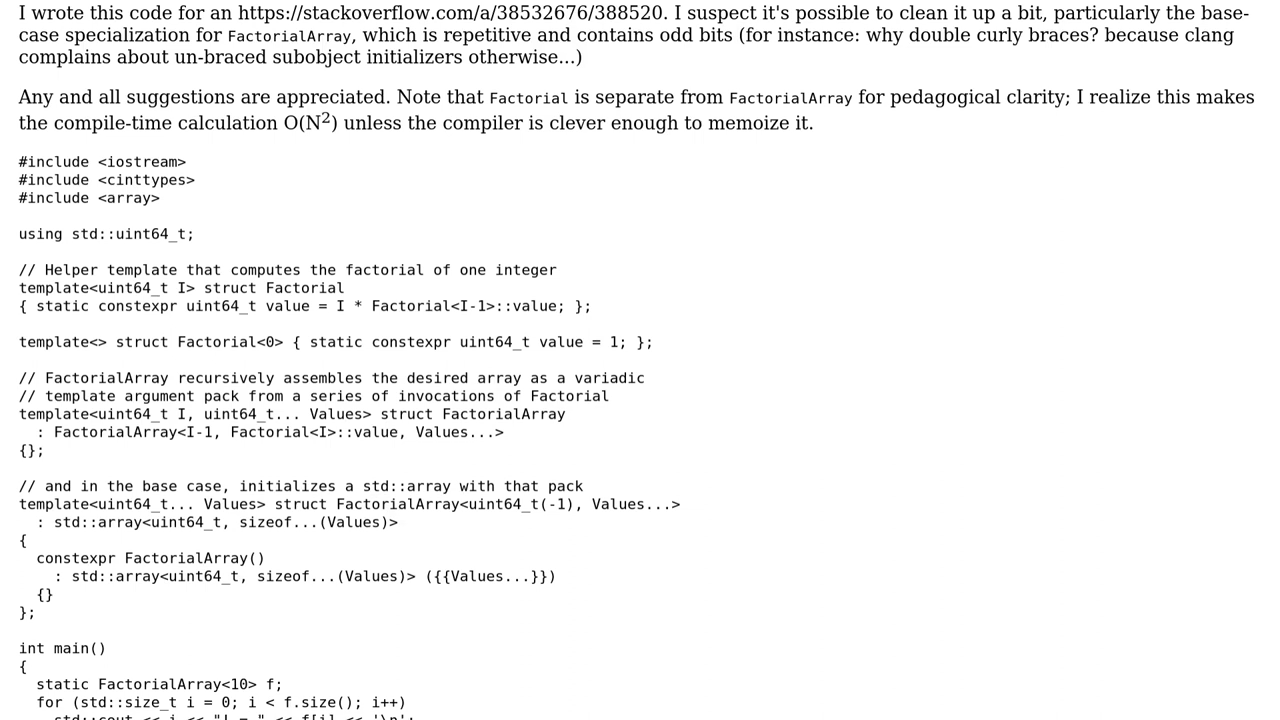 I wrote this code for an https://stackoverflow.com/a/38532676/388520. I suspect it's possible to clean it up a bit, particularly the base-
case specialization for FactorialArray, which is repetitive and contains odd bits (for instance: why double curly braces? because clang
complains about un-braced subobject initializers otherwise...)
Any and all suggestions are appreciated. Note that Factorial is separate from FactorialArray for pedagogical clarity; I realize this makes
the compile-time calculation O(N²) unless the compiler is clever enough to memoize it.
#include <iostream>
#include <cinttypes>
#include <array>
using std::uint64_t;
// Helper template that computes the factorial of one integer
template<uint64_t I> struct Factorial
{ static constexpr uint64_t value = I * Factorial<I-1>::value; };
template<> struct Factorial<0> { static constexpr uint64_t value = 1; };
// FactorialArray recursively assembles the desired array as a variadic
// template argument pack from a series of invocations of Factorial
template<uint64_t I, uint64_t... Values> struct FactorialArray
  : FactorialArray<I-1, Factorial<I>::value, Values...>
{};
// and in the base case, initializes a std::array with that pack
template<uint64_t... Values> struct FactorialArray<uint64_t(-1), Values...>
  : std::array<uint64_t, sizeof...(Values)>
{
  constexpr FactorialArray()
    : std::array<uint64_t, sizeof...(Values)> ({{Values...}})
  {}
};
int main()
{
  static FactorialArray<10> f;
  for (std::size_t i = 0; i < f.size(); i++)
    std::cout << i << "! = " << f[i] << '\n';